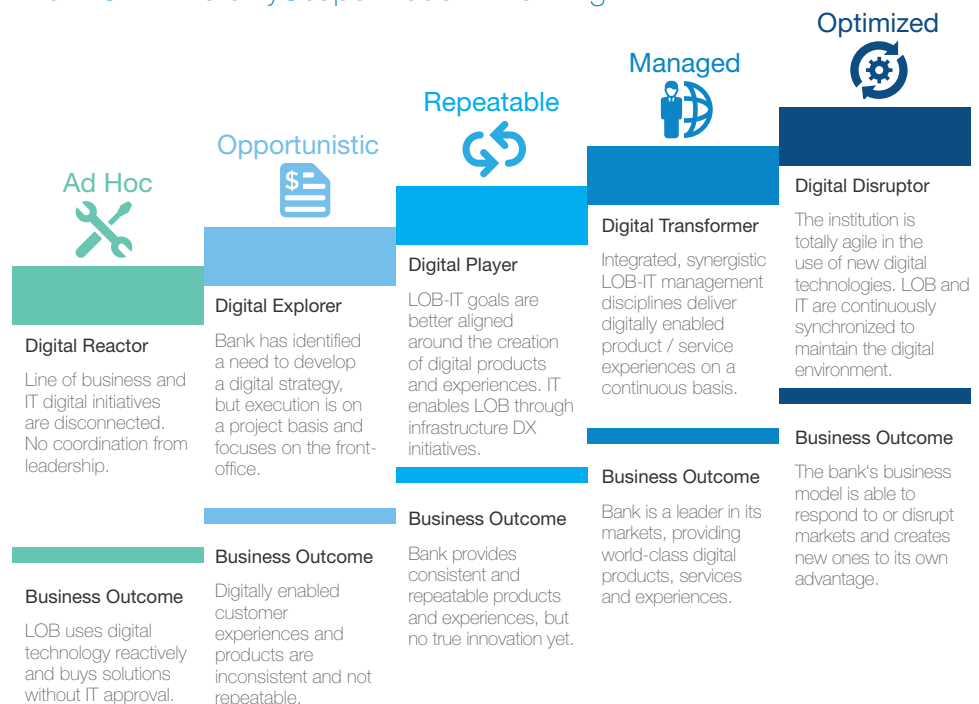 Ad Hoc
Digital Reactor
Line of business and
IT digital initiatives
are disconnected.
No coordination from
leadership.
Business Outcome
LOB uses digital
technology reactively
and buys solutions
without IT approval.
Opportunistic
$
Digital Explorer
Bank has identified
a need to develop
a digital strategy,
but execution is on
a project basis and
focuses on the front-
office.
Business Outcome
Digitally enabled
customer
experiences and
products are
inconsistent and not
repeatable.
Repeatable
Digital Player
LOB-IT goals are
better aligned
around the creation
of digital products
and experiences. IT
enables LOB through
infrastructure DX
initiatives.
Business Outcome
Bank provides
consistent and
repeatable products
and experiences, but
no true innovation yet.
Managed
Digital Transformer
Integrated, synergistic
LOB-IT management
disciplines deliver
digitally enabled
product / service
experiences on a
continuous basis.
Business Outcome
Bank is a leader in its
markets, providing
world-class digital
products, services
and experiences.
Optimized
Digital Disruptor
The institution is
totally agile in the
use of new digital
technologies. LOB and
IT are continuously
synchronized to
maintain the digital
environment.
Business Outcome
The bank's business
model is able to
respond to or disrupt
markets and creates
new ones to its own
advantage.